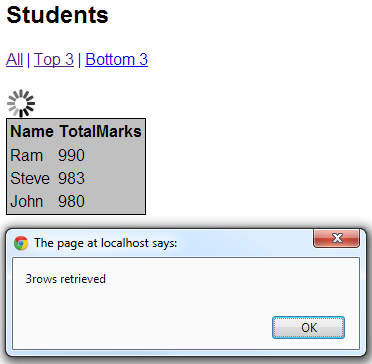 Students
All | Top 3 | Bottom 3
Name TotalMarks
Ram 990
Steve 983
John 980
The page at localhost says:
3rows retrieved
OK